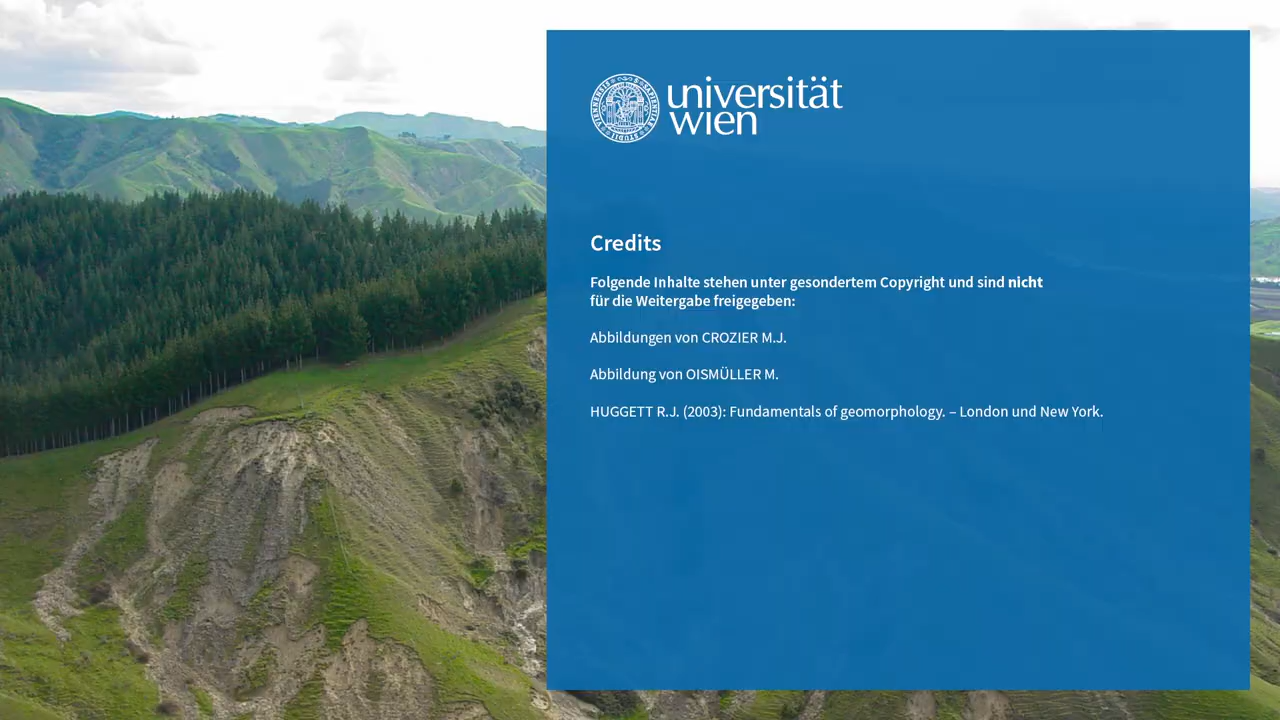 universität
wien
Credits
Folgende Inhalte stehen unter gesondertem Copyright und sind nicht
für die Weitergabe freigegeben:
Abbildungen von CROZIER M.J.
Abbildung von OISMÜLLER M.
HUGGETT R.J. (2003): Fundamentals of geomorphology. – London und New York.